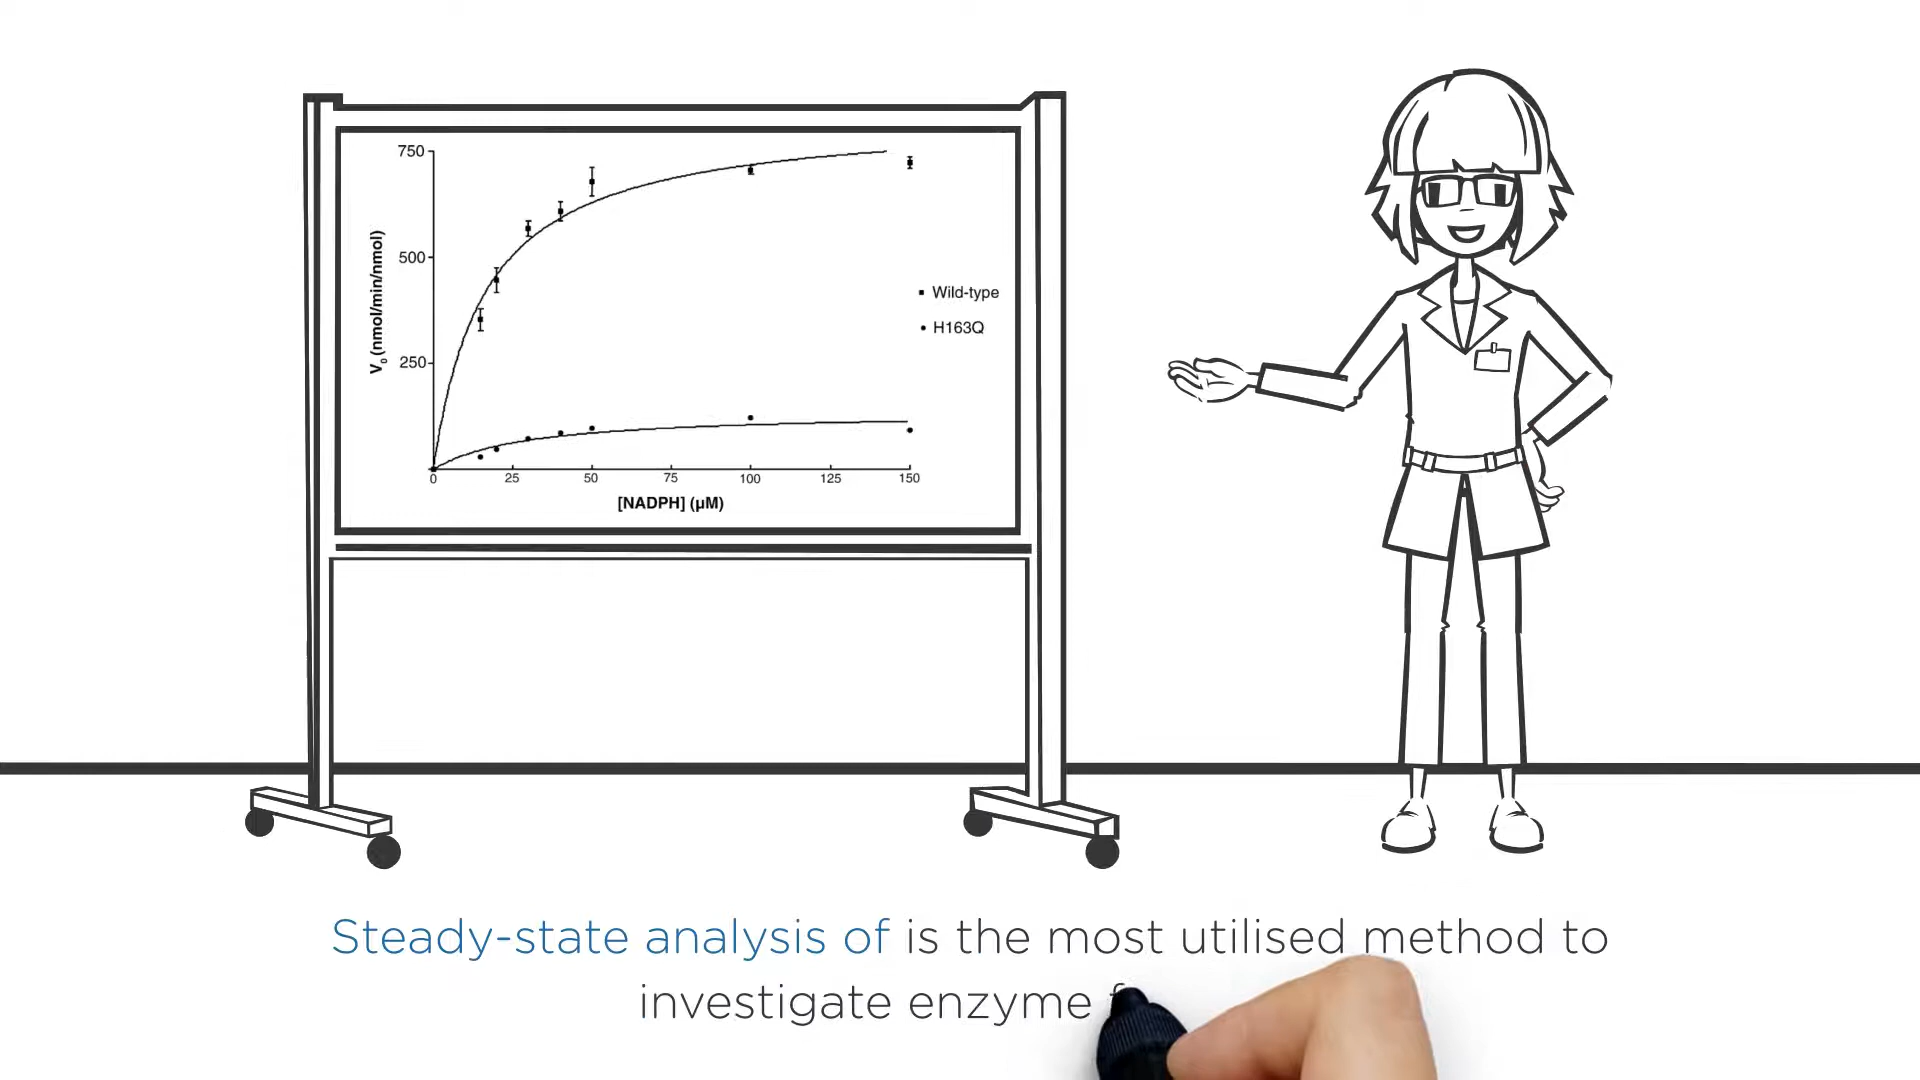 750
500
250
V0 (nmol/min/nmol)
Wild-type
H163Q
0 25 50 75 100 125 150
[NADPH] (µM)
Steady-state analysis of is the most utilised method to
investigate enzyme